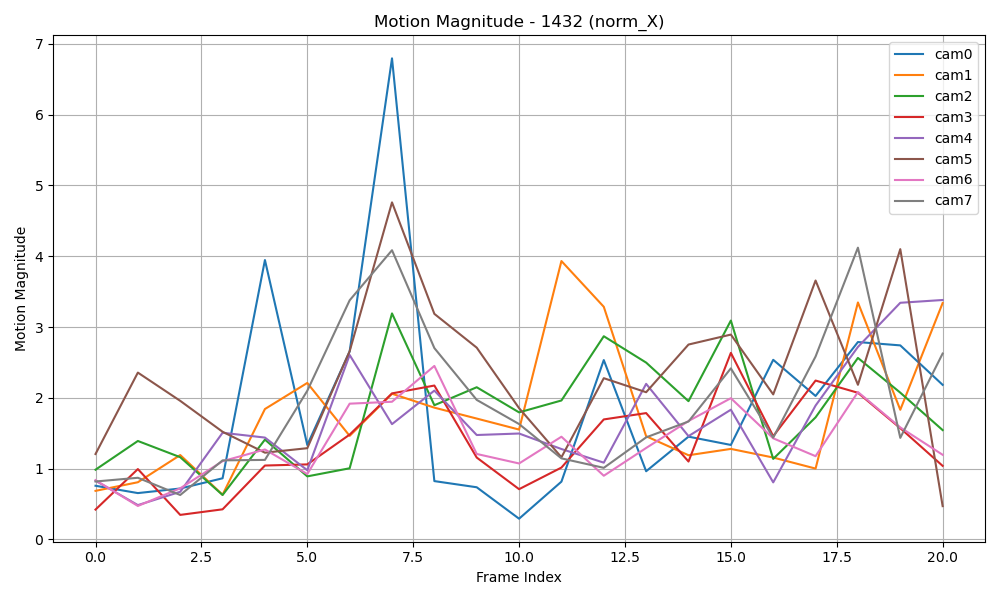 Motion Magnitude - 1432 (norm_X)
7
6
5
4
3
2
1
0
Motion Magnitude
cam0
cam1
cam2
cam3
cam4
cam5
cam6
cam7
0.0 2.5 5.0 7.5 10.0 12.5 15.0 17.5 20.0
Frame Index